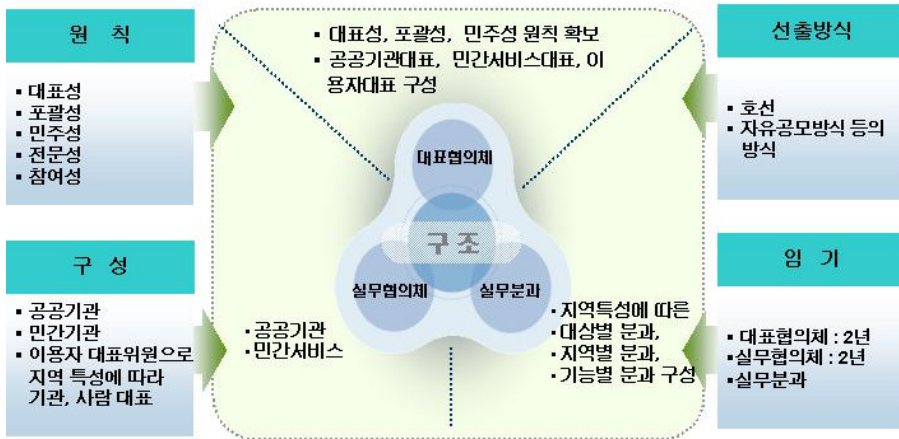 원 칙
▪ 대표성
▪ 포괄성
▪ 민주성
▪ 전문성
▪ 참여성
▪ 대표성, 포괄성, 민주성 원칙 확보
▪ 공공기관대표, 민간서비스대표, 이
용자대표 구성
선출방식
▪ 호선
▪ 자유공모방식 등의
방식
대표협의체
구 조
실무협의체
실무분과
구 성
▪ 공공기관
▪ 민간기관
▪ 이용자 대표위원으로
지역 특성에 따라
기관, 사람 대표
▪공공기관
▪민간서비스
▪지역특성에 따른
▪대상별 분과,
▪지역별 분과,
▪기능별 분과 구성
임 기
▪ 대표협의체 : 2년
▪실무협의체 : 2년
▪실무분과